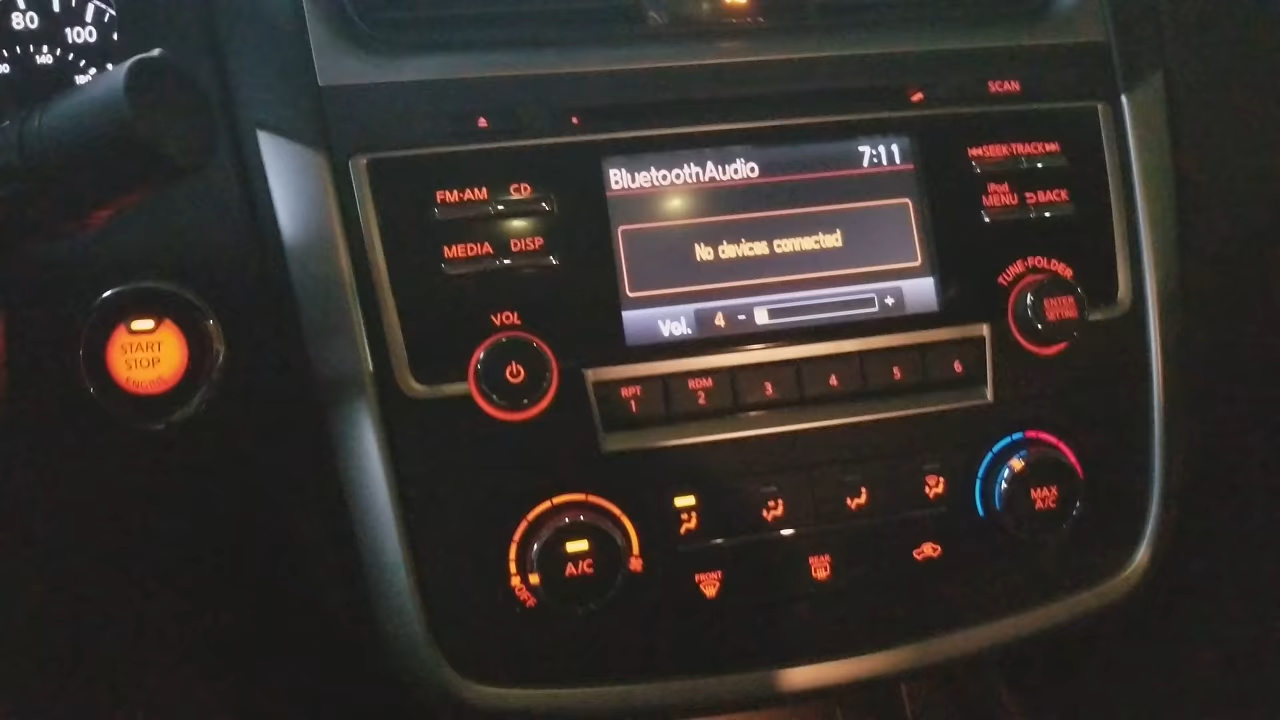 80
100
140
180
SCAN
FM·AM
CD
MEDIA
DISP
VOL
BluetoothAudio
7:11
No devices connected
Vol. 4 - +
SEEK·TRACK
iPod
MENU
BACK
TUNE·FOLDER
ENTER
SETTING
START
STOP
ENGINE
RPT
1
RDM
2
3
4
5
6
A/C
OFF
FRONT
REAR
MAX
A/C